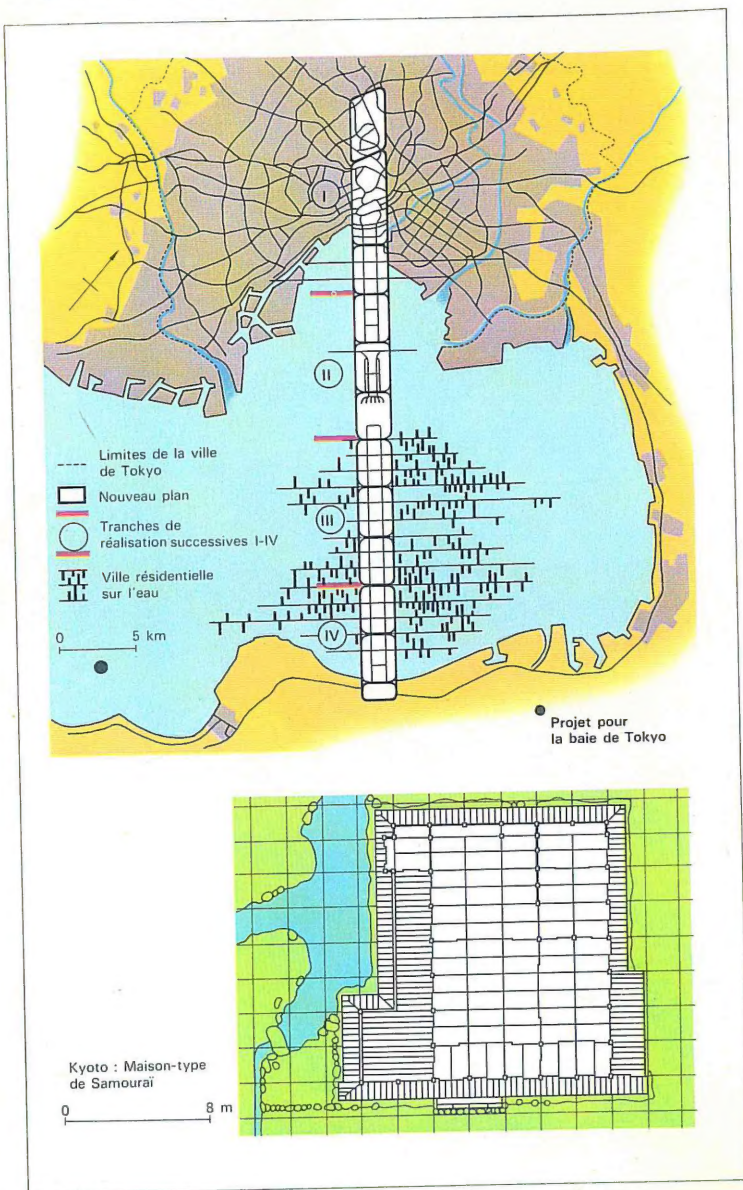 I
II
Limites de la ville
de Tokyo
Nouveau plan
Tranches de
réalisation successives I-IV
III
Ville résidentielle
sur l'eau
0 5 km
IV
Projet pour
la baie de Tokyo
Kyoto : Maison-type
de Samouraï
0 8 m